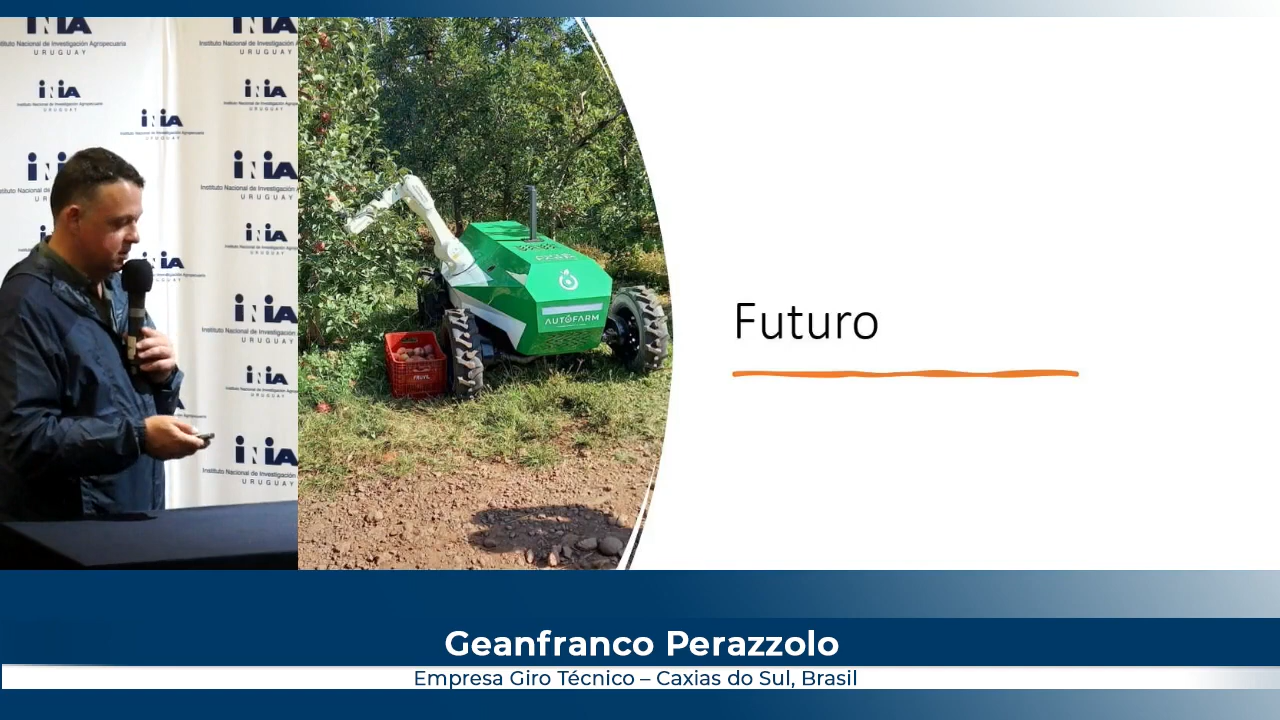 INIA
Instituto Nacional de Investigación Agropecuaria
URUGUAY
AUTOFARM
Futuro
Geanfranco Perazzolo
Empresa Giro Técnico – Caxias do Sul, Brasil